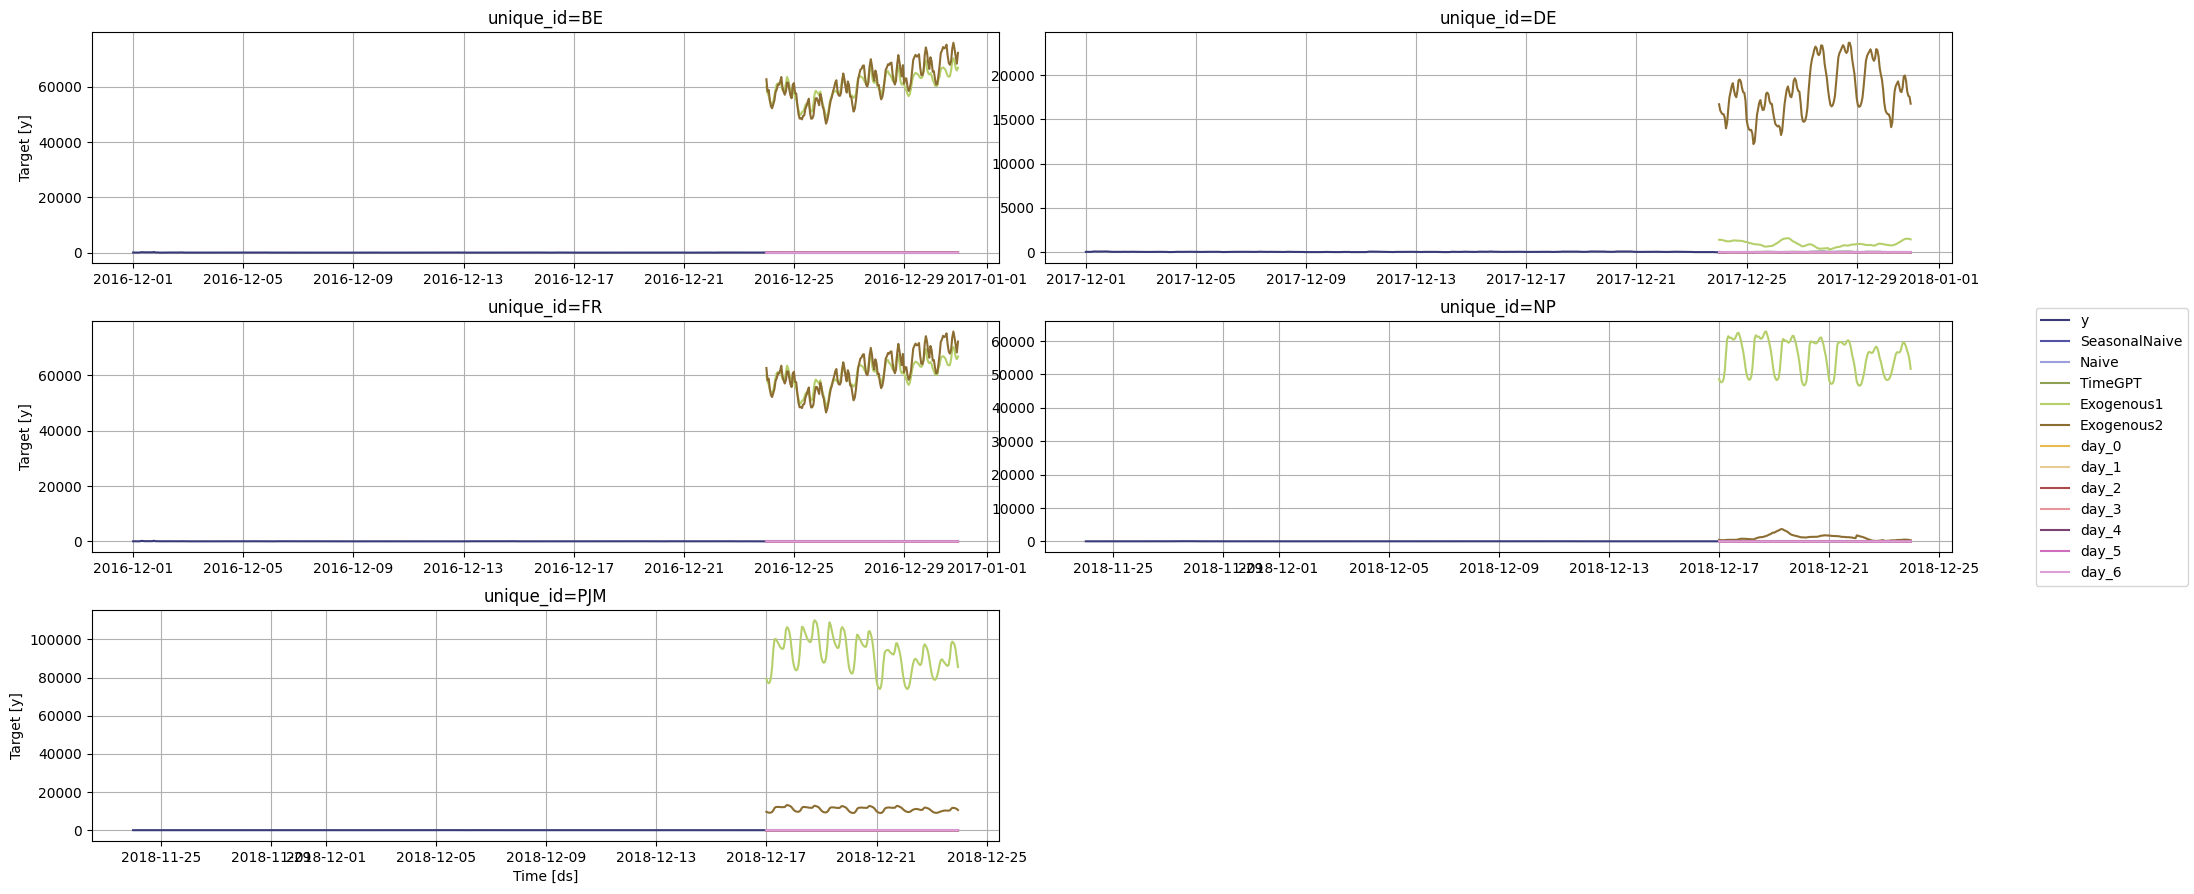 unique_id=BE
Target [y]
60000
40000
20000
0
2016-12-01 2016-12-05 2016-12-09 2016-12-13 2016-12-17 2016-12-21 2016-12-25 2016-12-29 2017-01-01
unique_id=DE
20000
15000
10000
5000
0
2017-12-01 2017-12-05 2017-12-09 2017-12-13 2017-12-17 2017-12-21 2017-12-25 2017-12-29 2018-01-01
unique_id=FR
Target [y]
60000
40000
20000
0
2016-12-01 2016-12-05 2016-12-09 2016-12-13 2016-12-17 2016-12-21 2016-12-25 2016-12-29 2017-01-01
unique_id=NP
60000
50000
40000
30000
20000
10000
0
2018-11-25 2018-11-29 2018-12-01 2018-12-05 2018-12-09 2018-12-13 2018-12-17 2018-12-21 2018-12-25
y
SeasonalNaive
Naive
TimeGPT
Exogenous1
Exogenous2
day_0
day_1
day_2
day_3
day_4
day_5
day_6
unique_id=PJM
Target [y]
100000
80000
60000
40000
20000
0
2018-11-25 2018-11-29 2018-12-01 2018-12-05 2018-12-09 2018-12-13 2018-12-17 2018-12-21 2018-12-25
Time [ds]